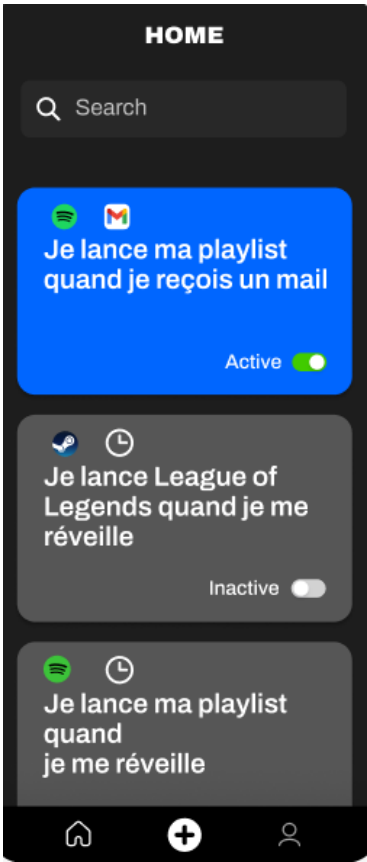 HOME
Search
Je lance ma playlist
quand je reçois un mail
Active
Je lance League of
Legends quand je me
réveille
Inactive
Je lance ma playlist
quand
je me réveille